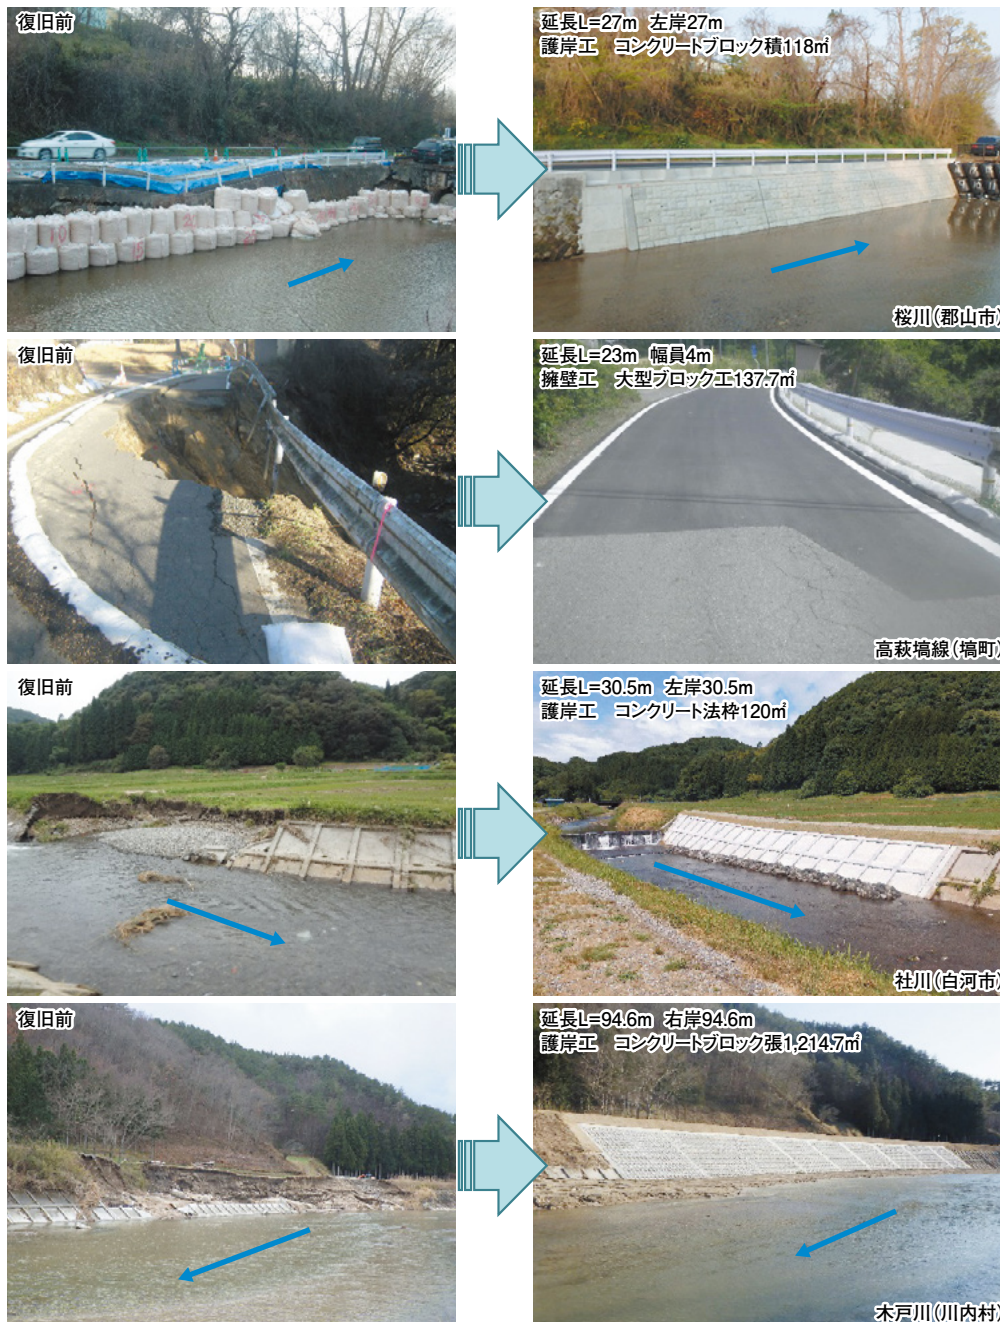 復旧前
延長L=27m 左岸27m
護岸工 コンクリートブロック積118㎡
桜川(郡山市)
復旧前
延長L=23m 幅員4m
擁壁工 大型ブロック工137.7㎡
高萩塙線(塙町)
復旧前
延長L=30.5m 左岸30.5m
護岸工 コンクリート法枠120㎡
社川(白河市)
復旧前
延長L=94.6m 右岸94.6m
護岸工 コンクリートブロック張1,214.7㎡
木戸川(川内村)